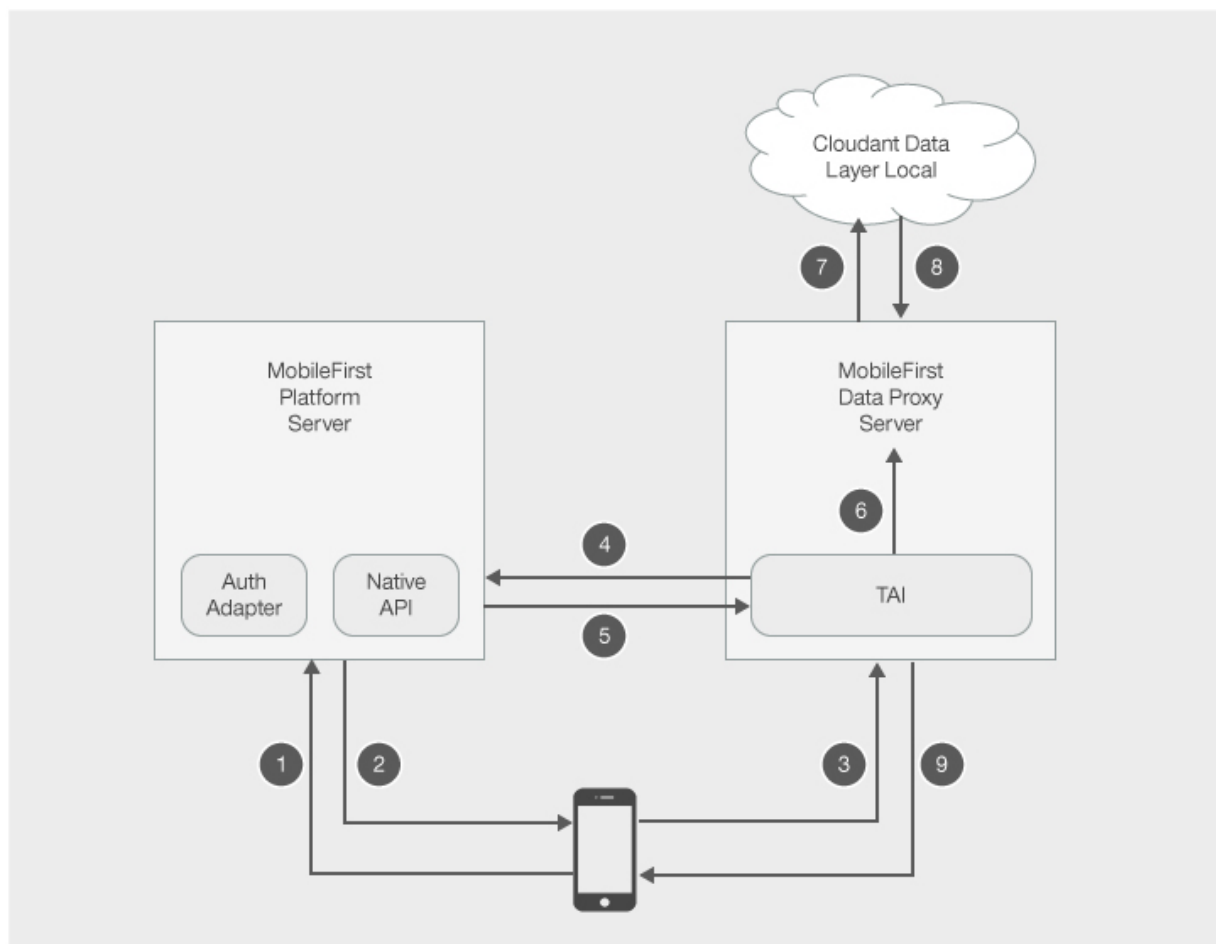 Cloudant Data
Layer Local
7
8
MobileFirst
Platform
Server
MobileFirst
Data Proxy
Server
6
4
Auth
Adapter
Native
API
TAI
5
1
2
3
9